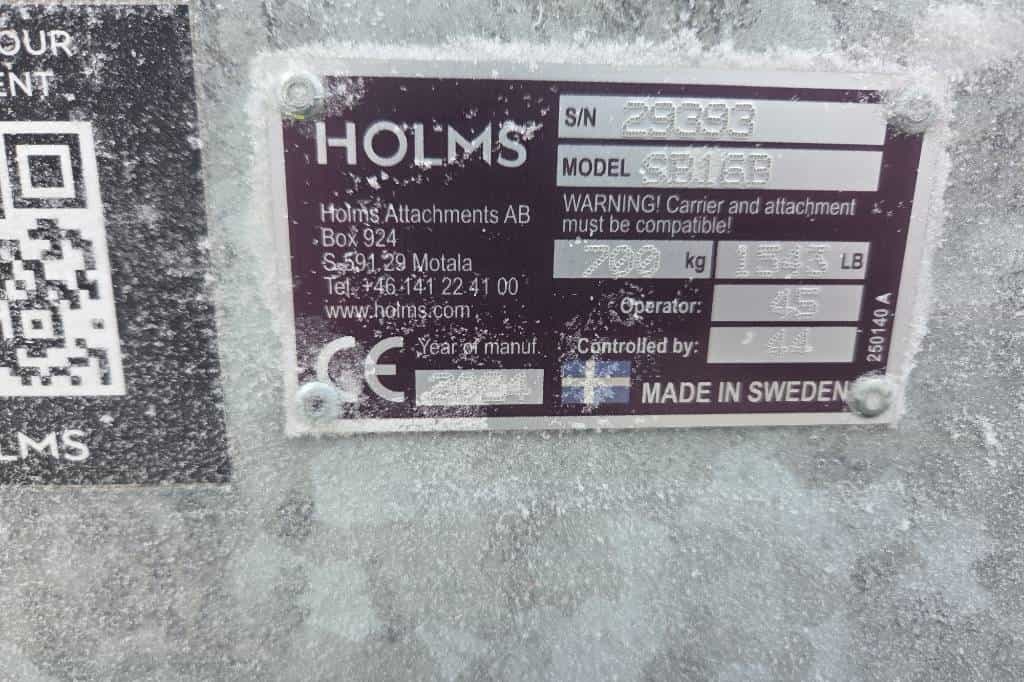 OUR
ENT
LMS
HOLMS
Holms Attachments AB
Box 924
S-591 29 Motala
Tel. +46 141 22 41 00
www.holms.com
CE
Year of manuf.
S/N 29393
MODEL SB16B
WARNING! Carrier and attachment
must be compatible!
700 kg 1543 LB
Operator: 45
Controlled by: 44
MADE IN SWEDEN
250140 A